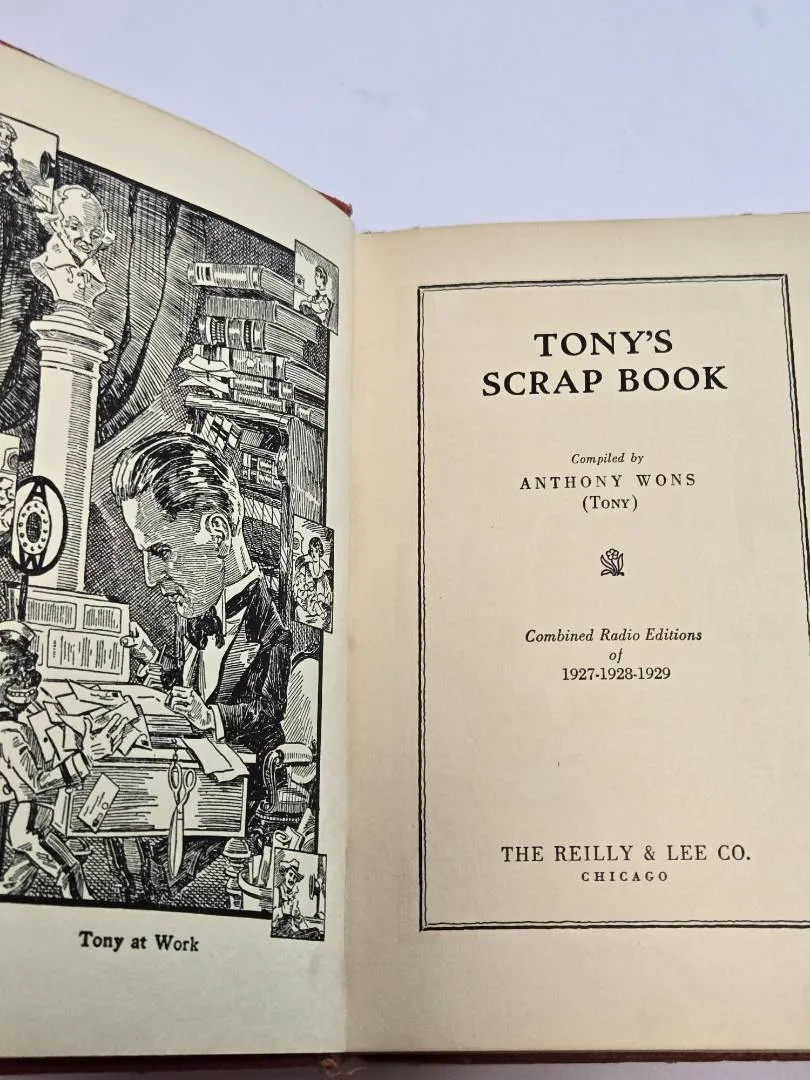 A
W
Tony at Work
TONY'S
SCRAP BOOK
Compiled by
ANTHONY WONS
(TONY)
Combined Radio Editions
of
1927-1928-1929
THE REILLY & LEE CO.
CHICAGO